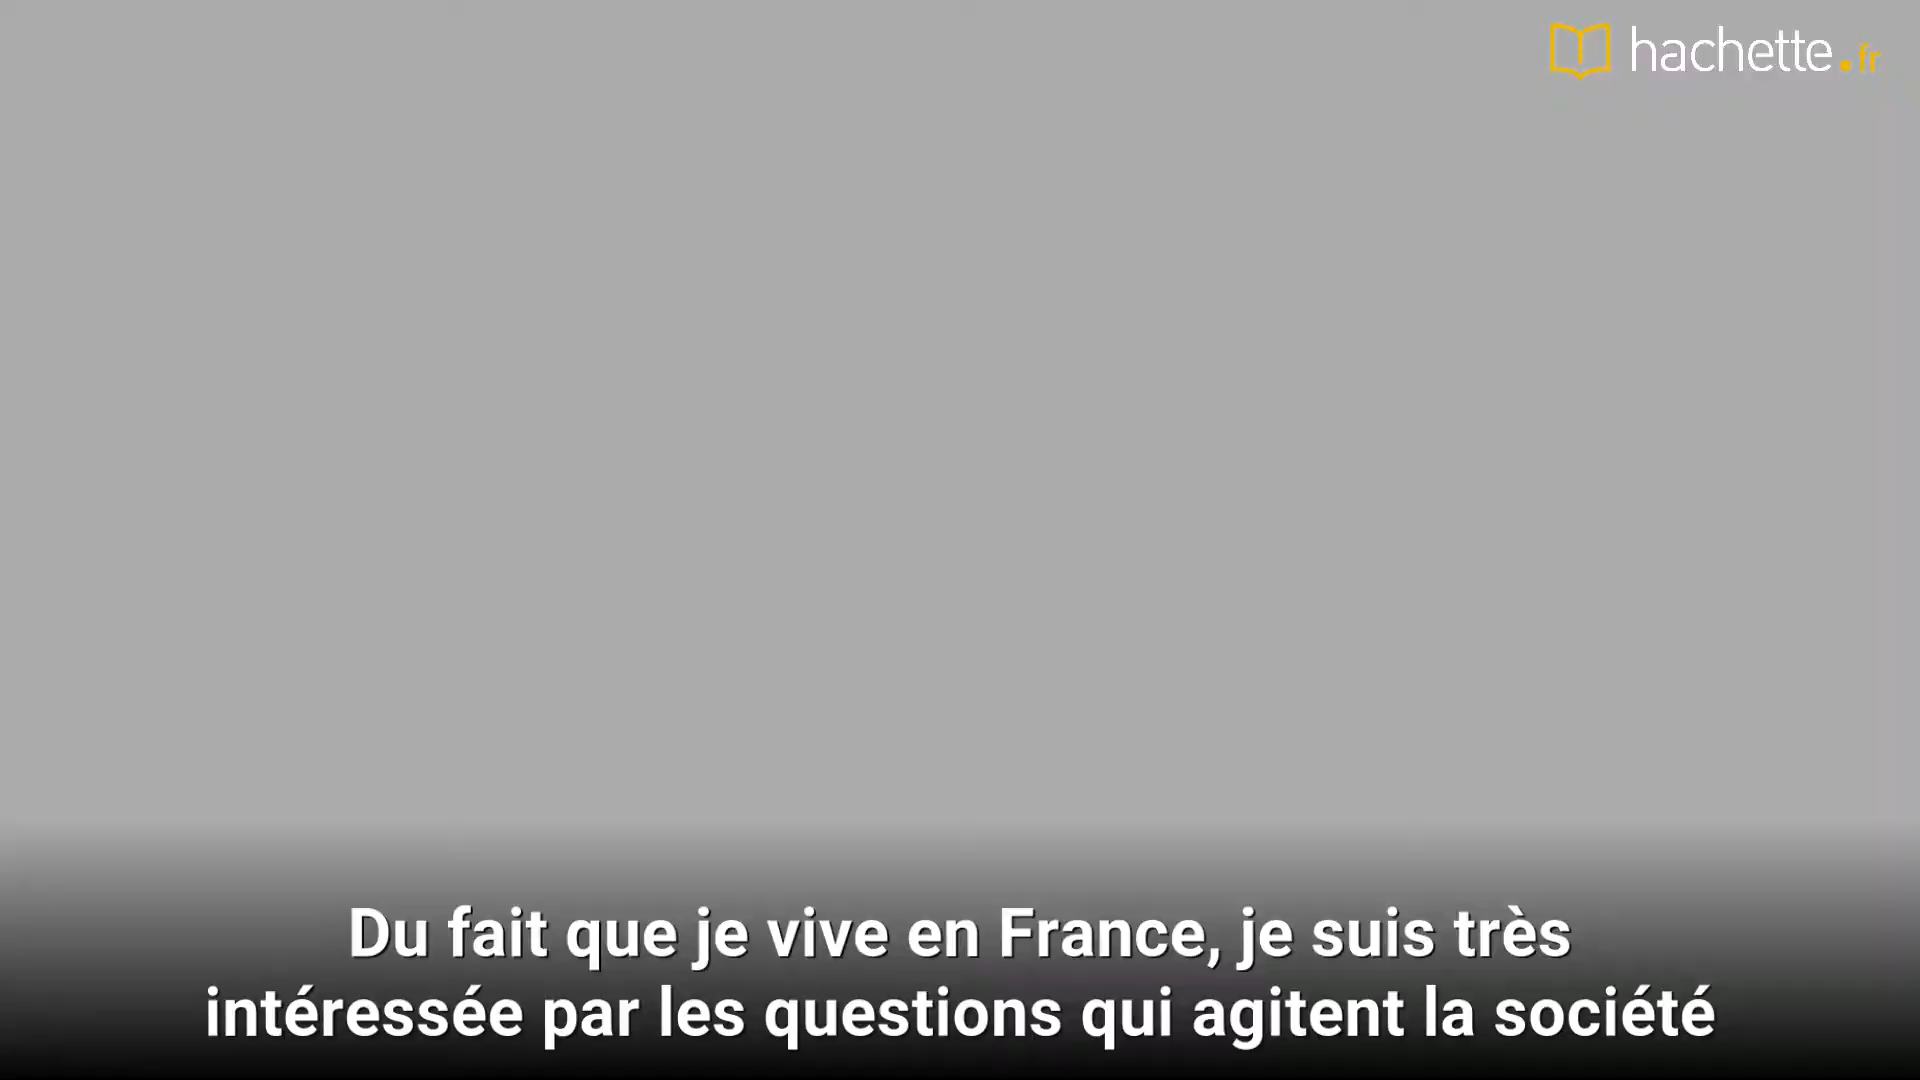 hachette.fr
Du fait que je vive en France, je suis très
intéressée par les questions qui agitent la société